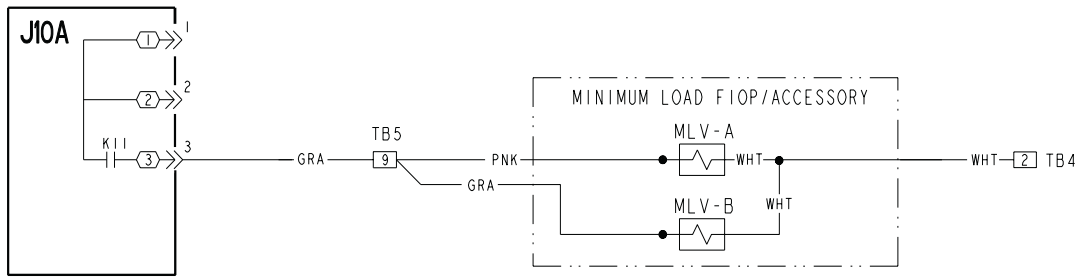 J10A
1 1
2 2
K11 3 3
GRA
TB5
9
PNK
GRA
MINIMUM LOAD FIOP/ACCESSORY
MLV-A
WHT
WHT
MLV-B
WHT 2 TB4